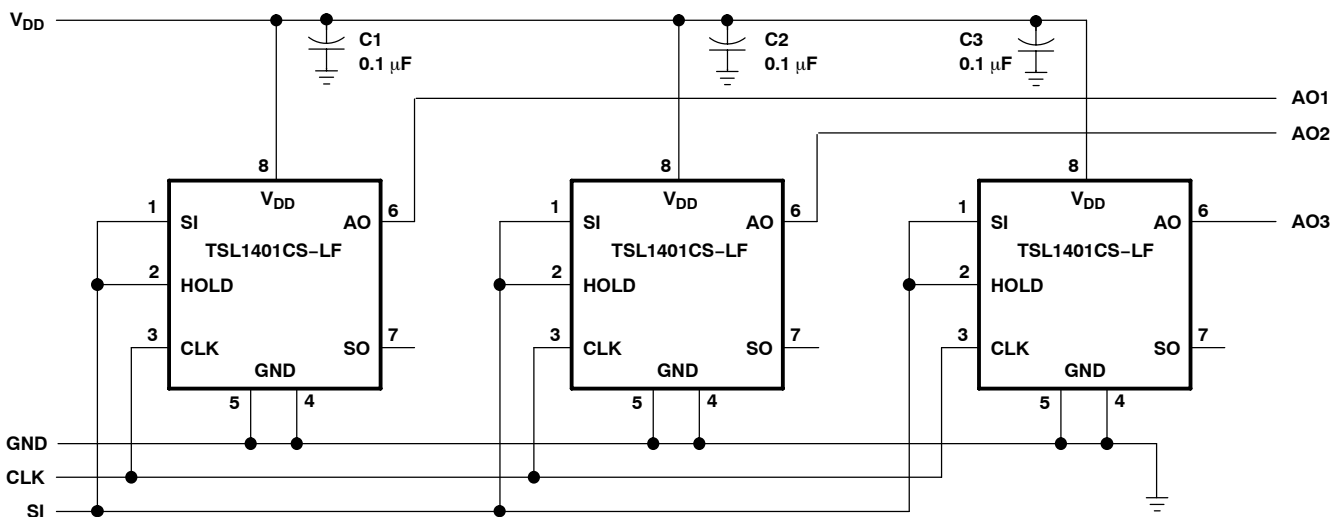 VDD
C1
0.1 µF
C2
0.1 µF
C3
0.1 µF
AO1
AO2
8
VDD
1
SI
AO
6
TSL1401CS−LF
2
HOLD
3
CLK
SO
7
GND
5
4
8
VDD
1
SI
AO
6
TSL1401CS−LF
2
HOLD
3
CLK
SO
7
GND
5
4
8
VDD
1
SI
AO
6
AO3
TSL1401CS−LF
2
HOLD
3
CLK
SO
7
GND
5
4
GND
CLK
SI